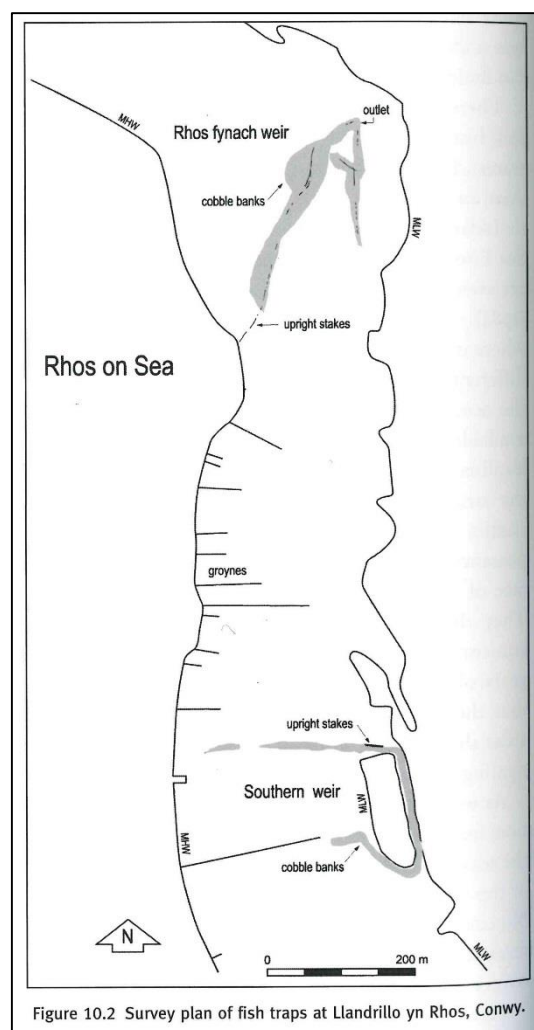 MHW
Rhos fynach weir
outlet
cobble banks
MLW
upright stakes
Rhos on Sea
groynes
upright stakes
Southern weir
MLW
MHW
cobble banks
N
MLW
0 200 m
Figure 10.2 Survey plan of fish traps at Llandrillo yn Rhos, Conwy.